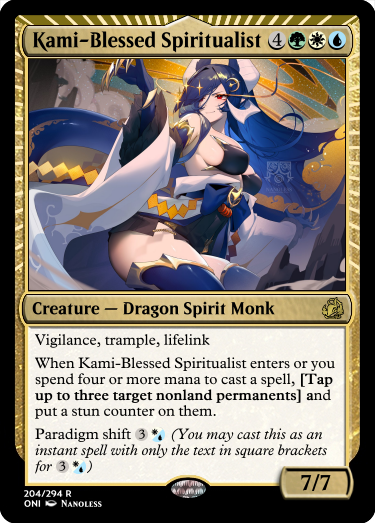 Kami-Blessed Spiritualist 4
Creature — Dragon Spirit Monk
Vigilance, trample, lifelink
When Kami-Blessed Spiritualist enters or you
spend four or more mana to cast a spell, [Tap
up to three target nonland permanents] and
put a stun counter on them.
Paradigm shift 3 (You may cast this as an
instant spell with only the text in square brackets
for 3)
7/7
204/294 R
ONI Nanoless